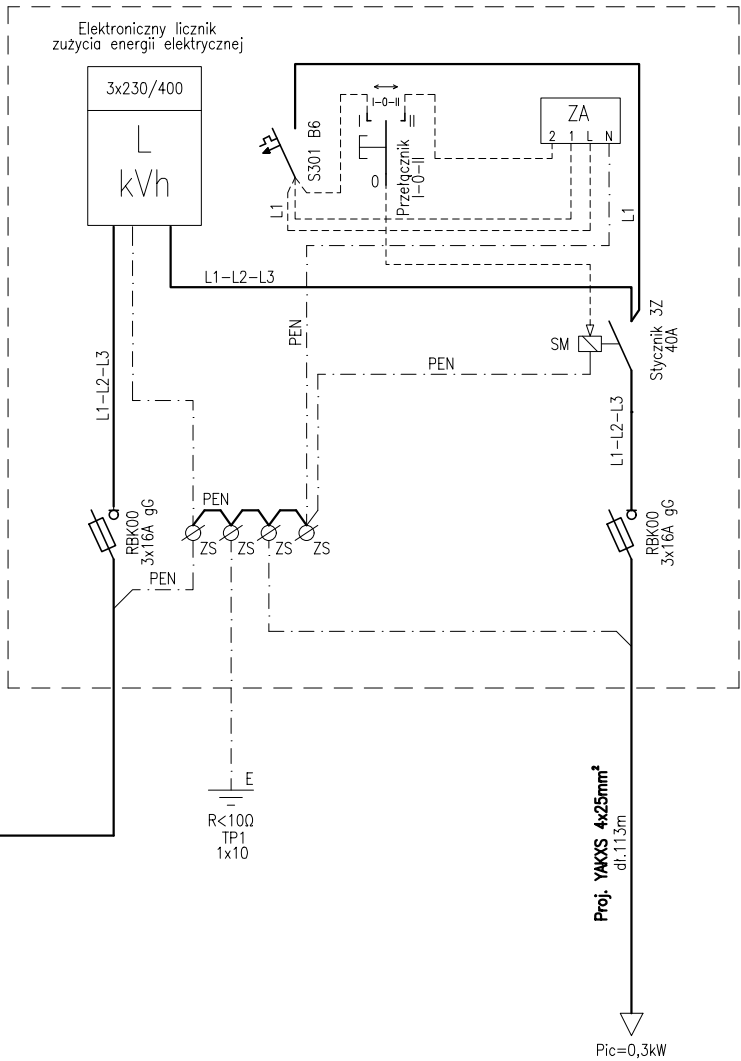 Elektroniczny licznik
zużycia energii elektrycznej
3x230/400
L
kVh
S301 B6
I-0-II
I
II
0
Przełącznik
I-0-II
ZA
2 1 L N
L1
L1
L1-L2-L3
PEN
SM
Stycznik 3Z
40A
PEN
L1-L2-L3
L1-L2-L3
RBK00
3x16A gG
PEN
ZS
ZS
ZS
ZS
RBK00
3x16A gG
PEN
E
R<10Ω
TP1
1x10
Proj. YAKXS 4x25mm²
dł.113m
Pic=0,3kW